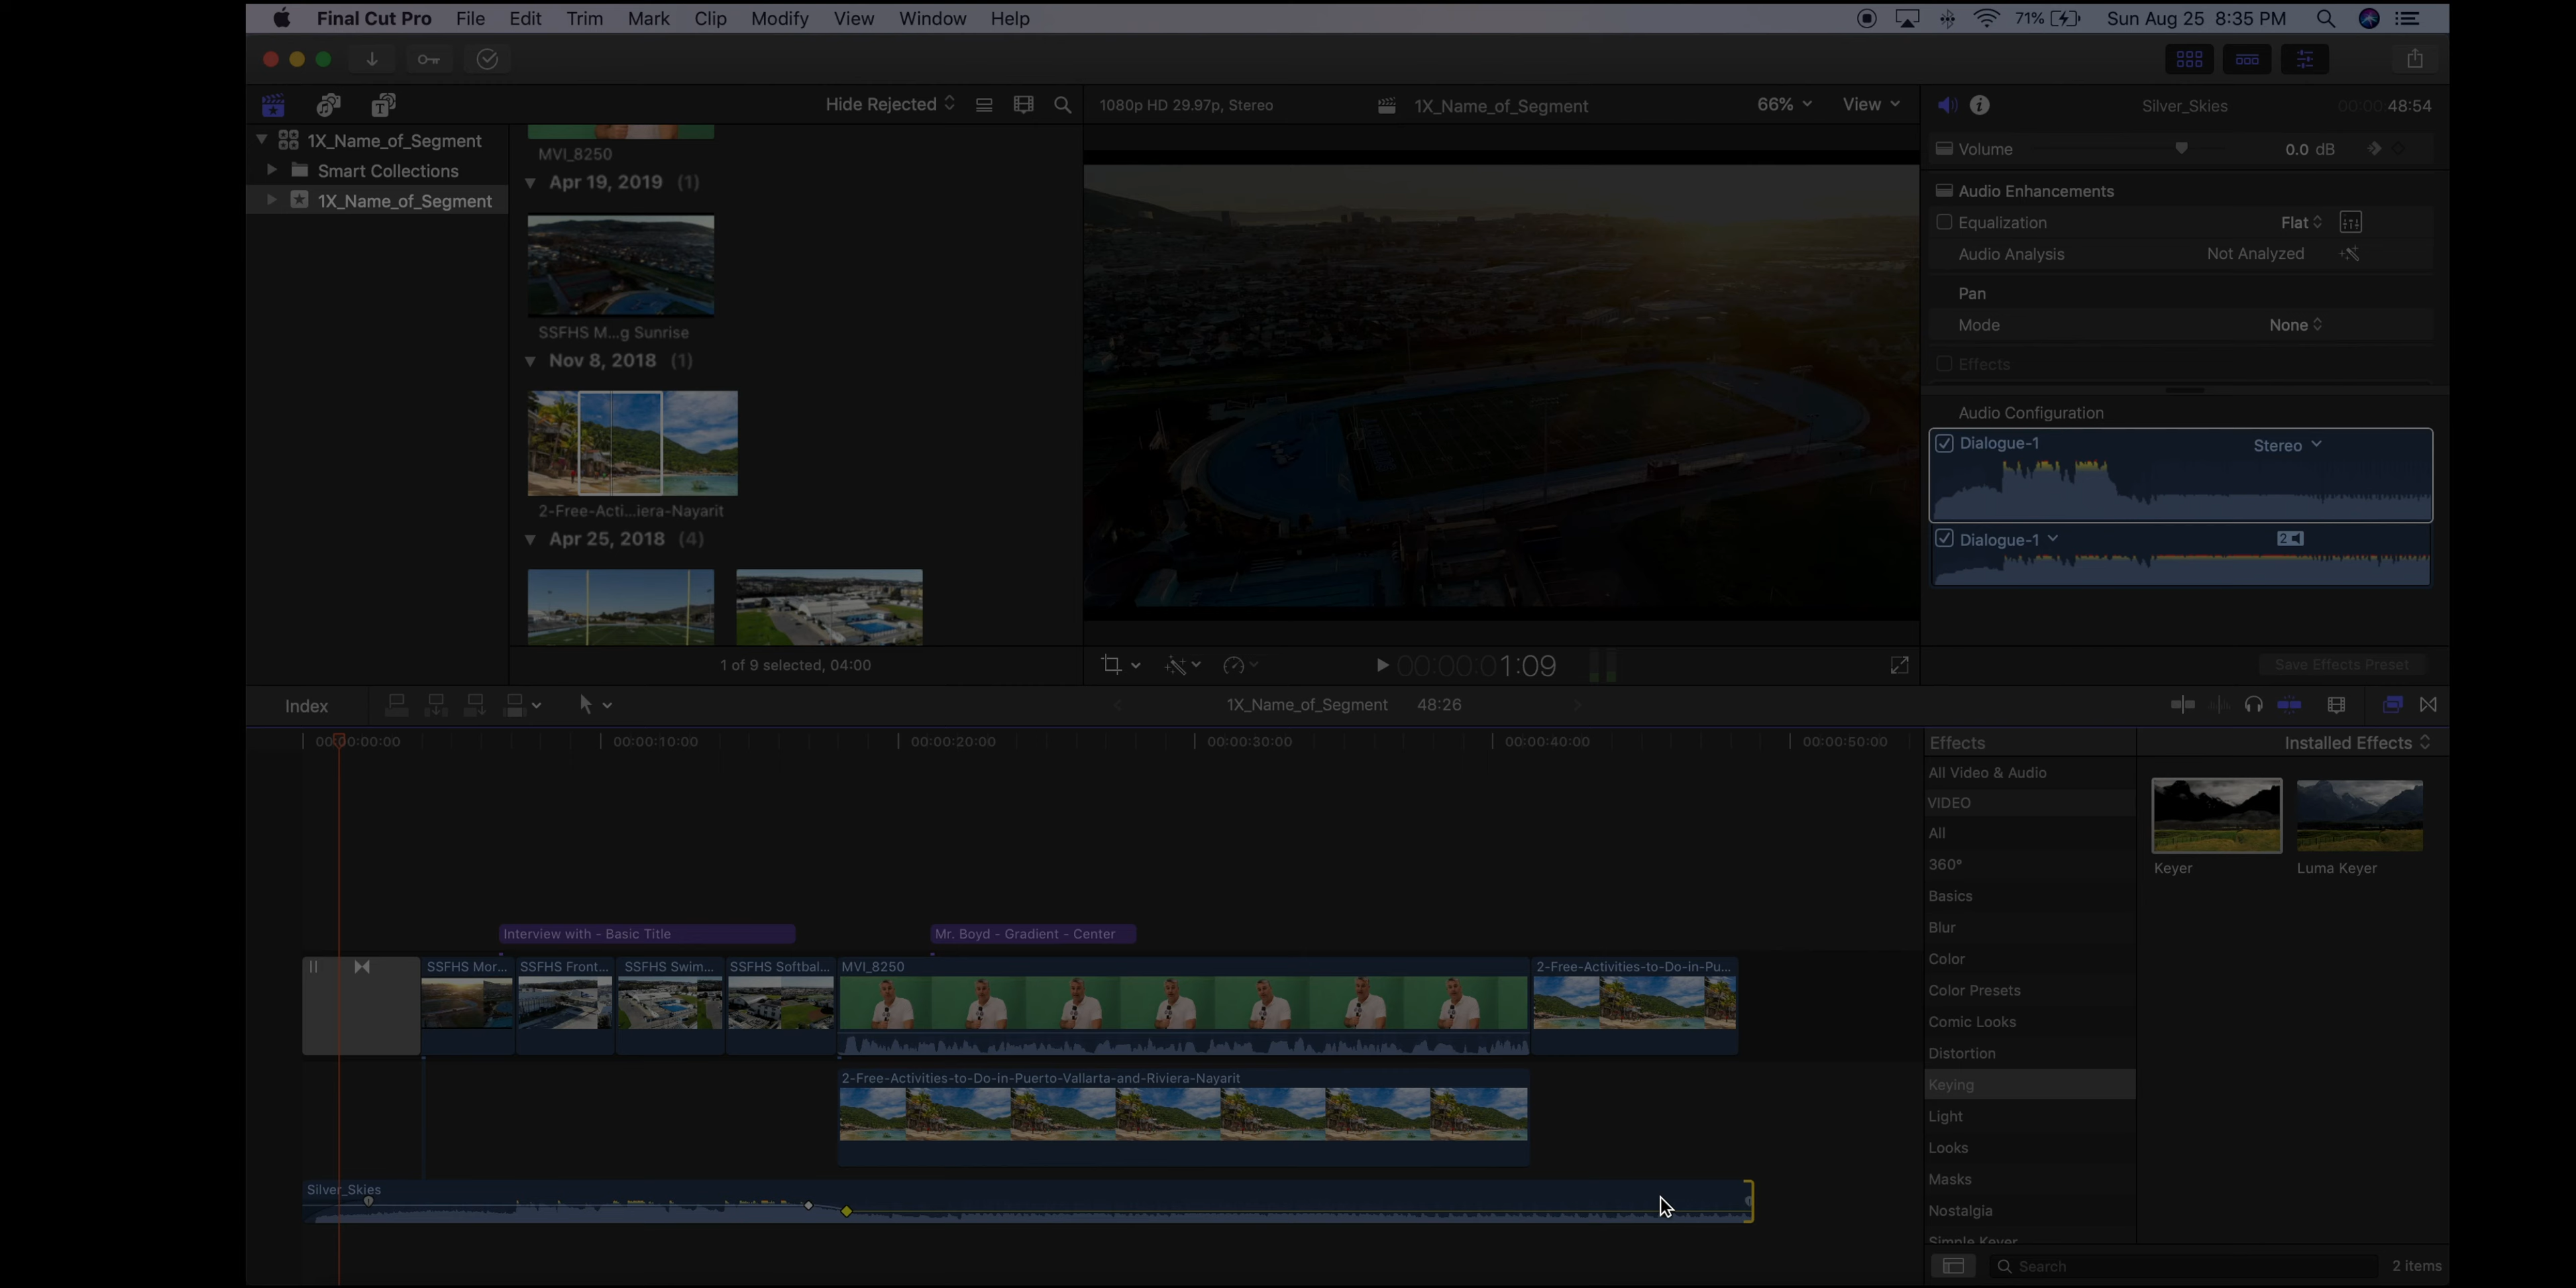 Final Cut Pro File Edit Trim Mark Clip Modify View Window Help 71% Sun Aug 25 8:35 PM
Hide Rejected
1X_Name_of_Segment
Smart Collections
1X_Name_of_Segment
MVI_8250
Apr 19, 2019 (1)
SSFHS M...g Sunrise
Nov 8, 2018 (1)
2-Free-Acti...iera-Nayarit
Apr 25, 2018 (4)
1 of 9 selected, 04:00
1080p HD 29.97p, Stereo 1X_Name_of_Segment 66% View
00:00:01:09
Silver_Skies 00:00 48:54
Volume 0.0 dB
Audio Enhancements
Equalization Flat
Audio Analysis Not Analyzed
Pan
Mode None
Effects
Audio Configuration
Dialogue-1 Stereo
Dialogue-1 2
Save Effects Preset
Index 1X_Name_of_Segment 48:26
00:00:00:00 00:00:10:00 00:00:20:00 00:00:30:00 00:00:40:00 00:00:50:00
Interview with - Basic Title Mr. Boyd - Gradient - Center
SSFHS Mor... SSFHS Front... SSFHS Swim... SSFHS Softbal... MVI_8250 2-Free-Activities-to-Do-in-Pu...
2-Free-Activities-to-Do-in-Puerto-Vallarta-and-Riviera-Nayarit
Silver_Skies
Effects Installed Effects
All Video & Audio
VIDEO
All
360°
Basics
Blur
Color
Color Presets
Comic Looks
Distortion
Keying
Light
Looks
Masks
Nostalgia
Simple Keyer
Keyer Luma Keyer
Search 2 items